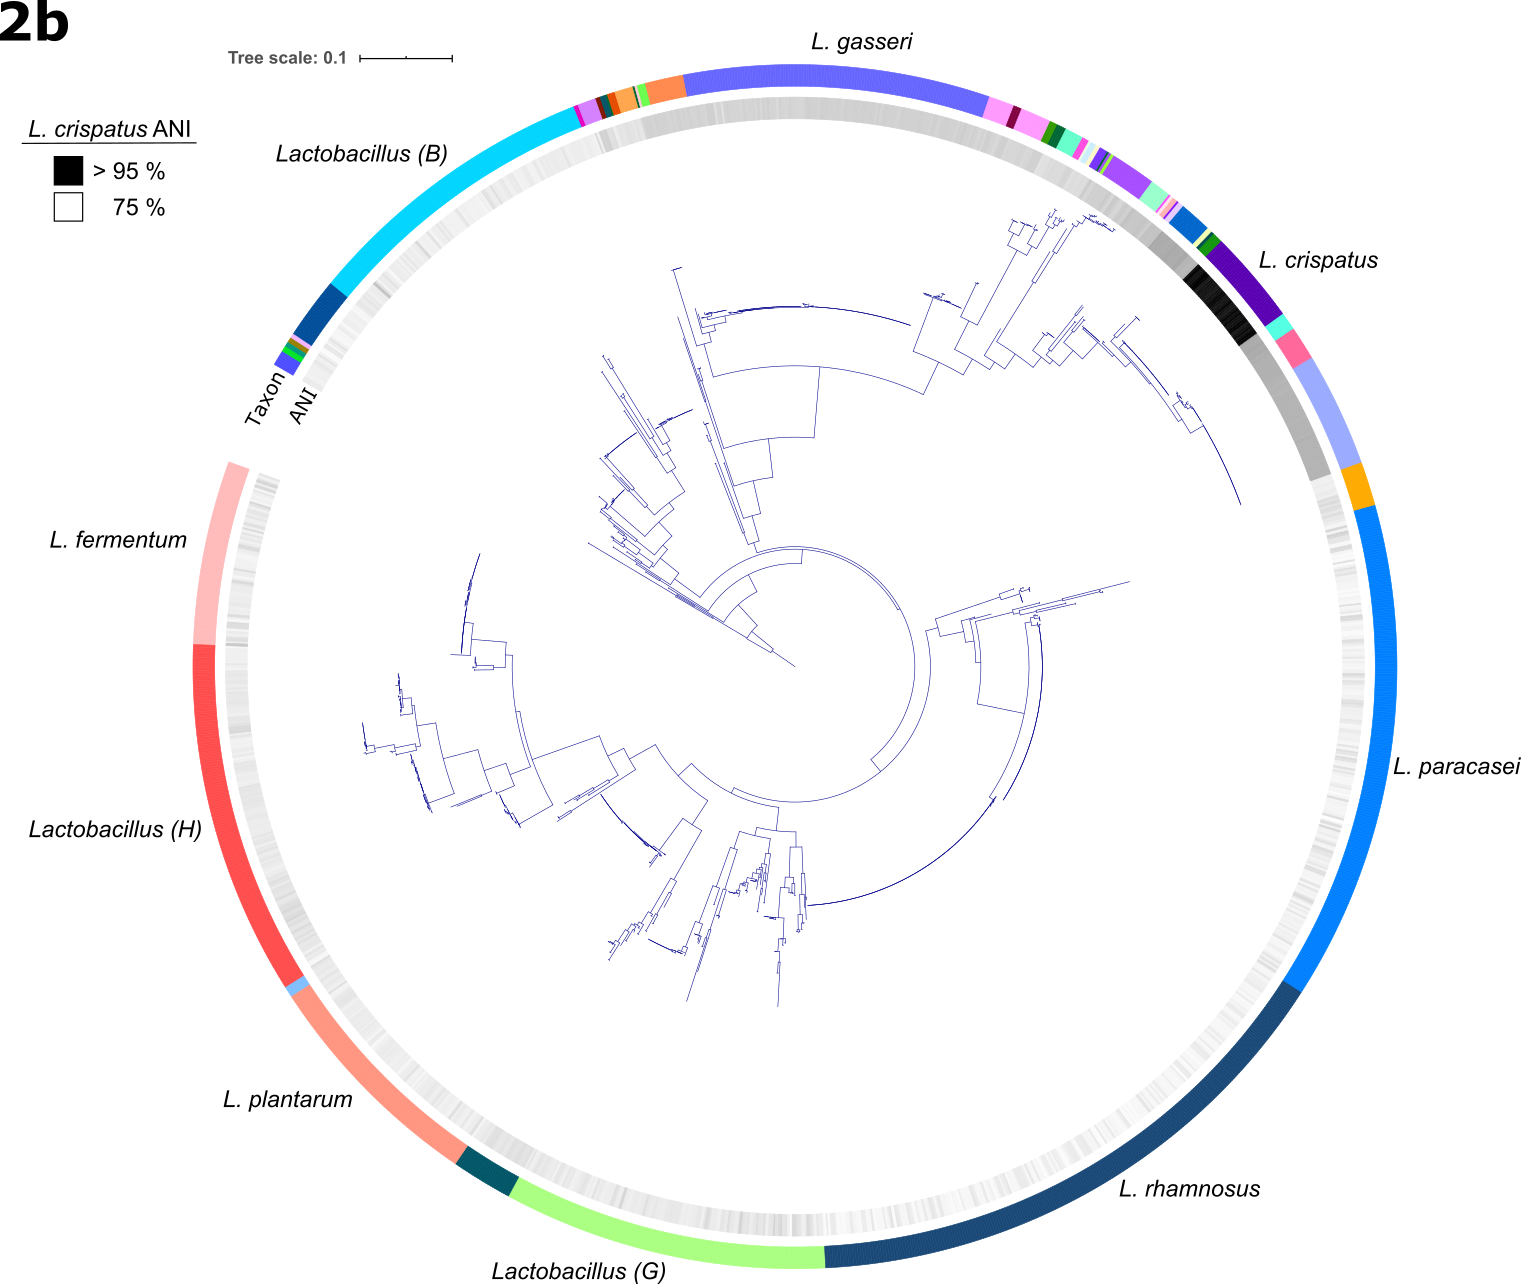 2b
Tree scale: 0.1
L. gasseri
L. crispatus ANI
> 95 %
75 %
Lactobacillus (B)
L. crispatus
Taxon
ANI
L. fermentum
L. paracasei
Lactobacillus (H)
L. plantarum
L. rhamnosus
Lactobacillus (G)